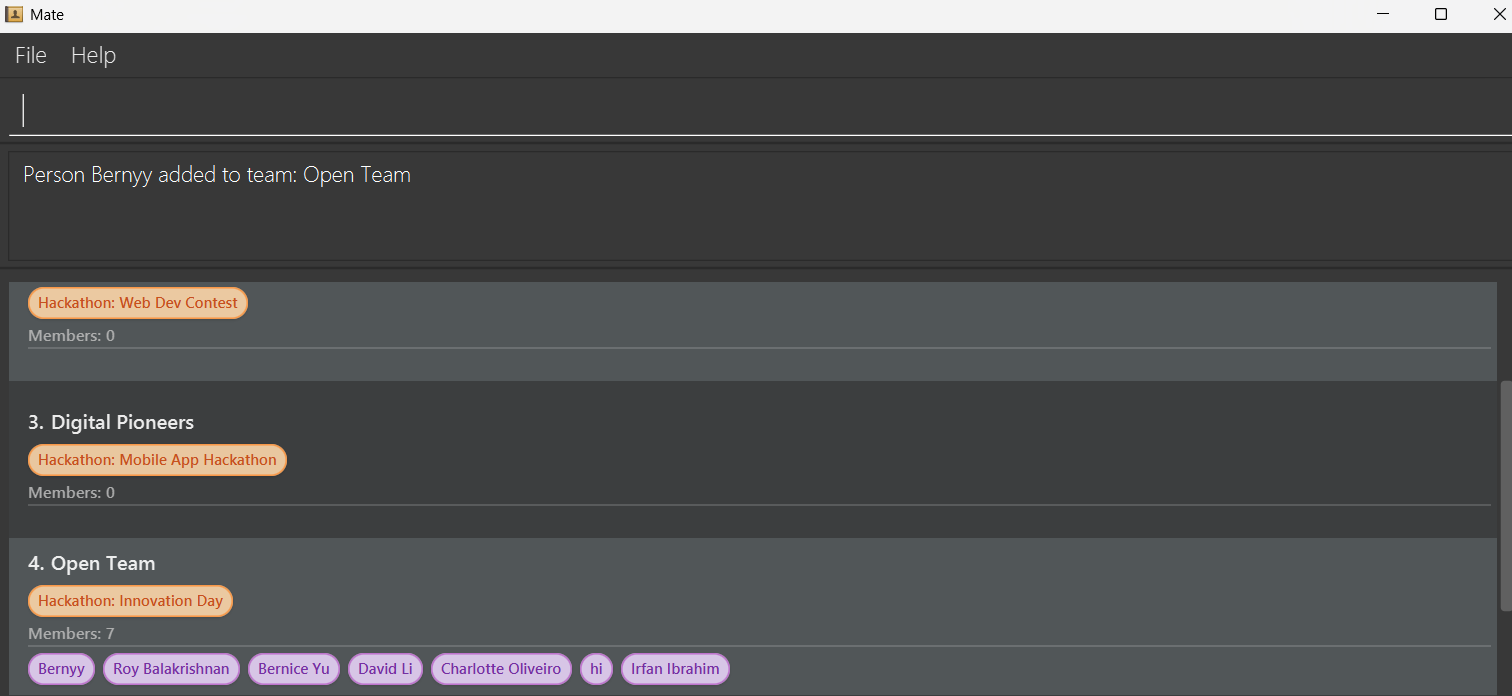 Mate
File Help
Person Bernyy added to team: Open Team
Hackathon: Web Dev Contest
Members: 0
3. Digital Pioneers
Hackathon: Mobile App Hackathon
Members: 0
4. Open Team
Hackathon: Innovation Day
Members: 7
Bernyy Roy Balakrishnan Bernice Yu David Li Charlotte Oliveiro hi Irfan Ibrahim